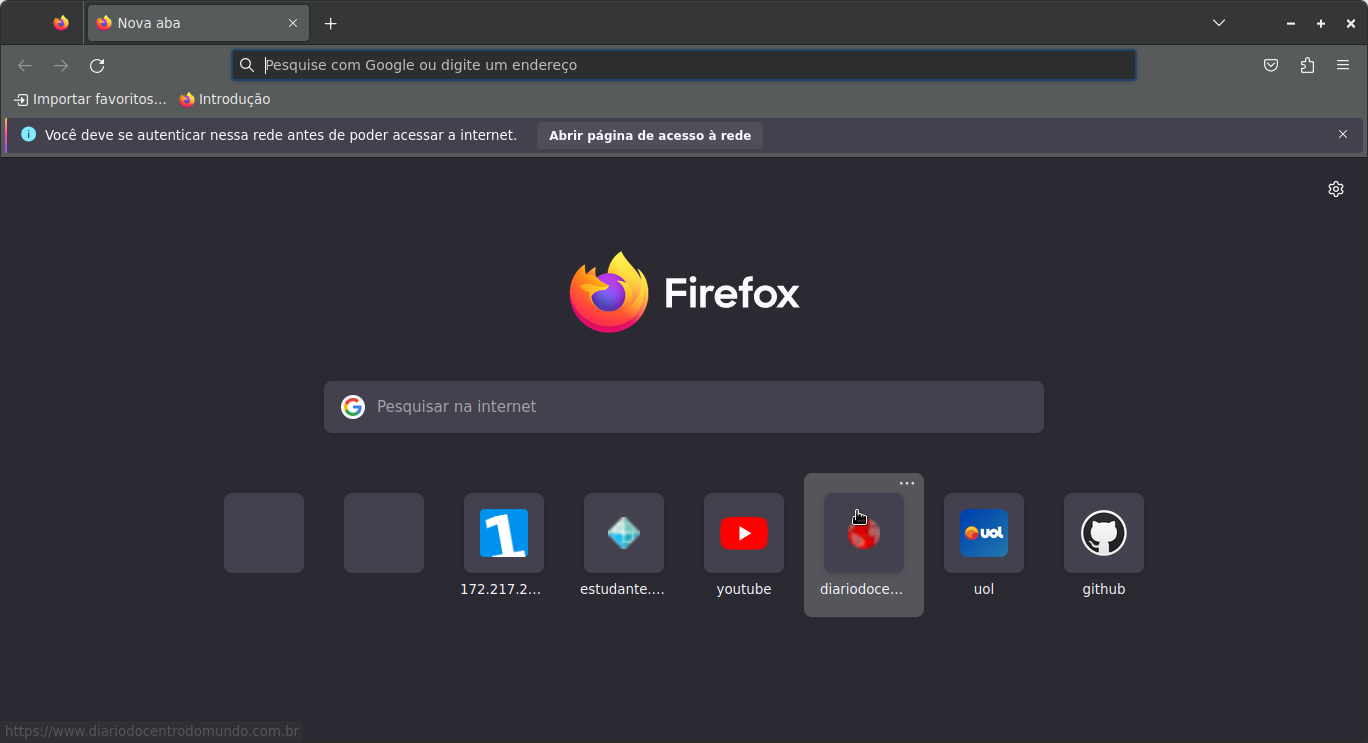 Nova aba
Pesquise com Google ou digite um endereço
Importar favoritos... Introdução
Você deve se autenticar nessa rede antes de poder acessar a internet. Abrir página de acesso à rede
Firefox
Pesquisar na internet
1 uol
172.217.2... estudante.... youtube diariodoce... uol github
https://www.diariodocentrodomundo.com.br